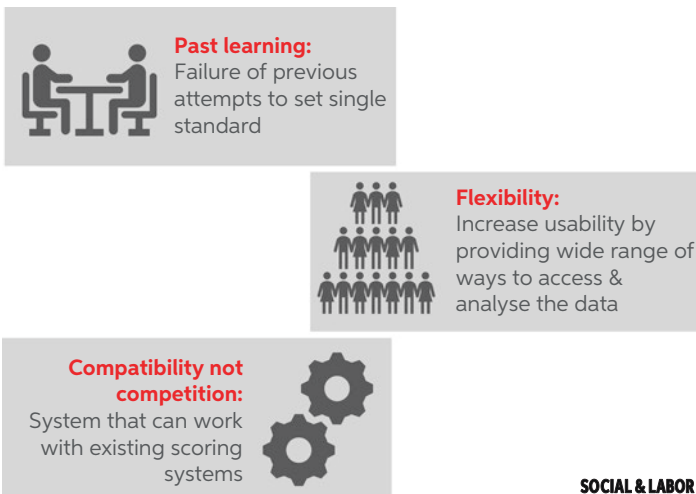 Past learning:
Failure of previous
attempts to set single
standard
Flexibility:
Increase usability by
providing wide range of
ways to access &
analyse the data
Compatibility not
competition:
System that can work
with existing scoring
systems
SOCIAL & LABOR